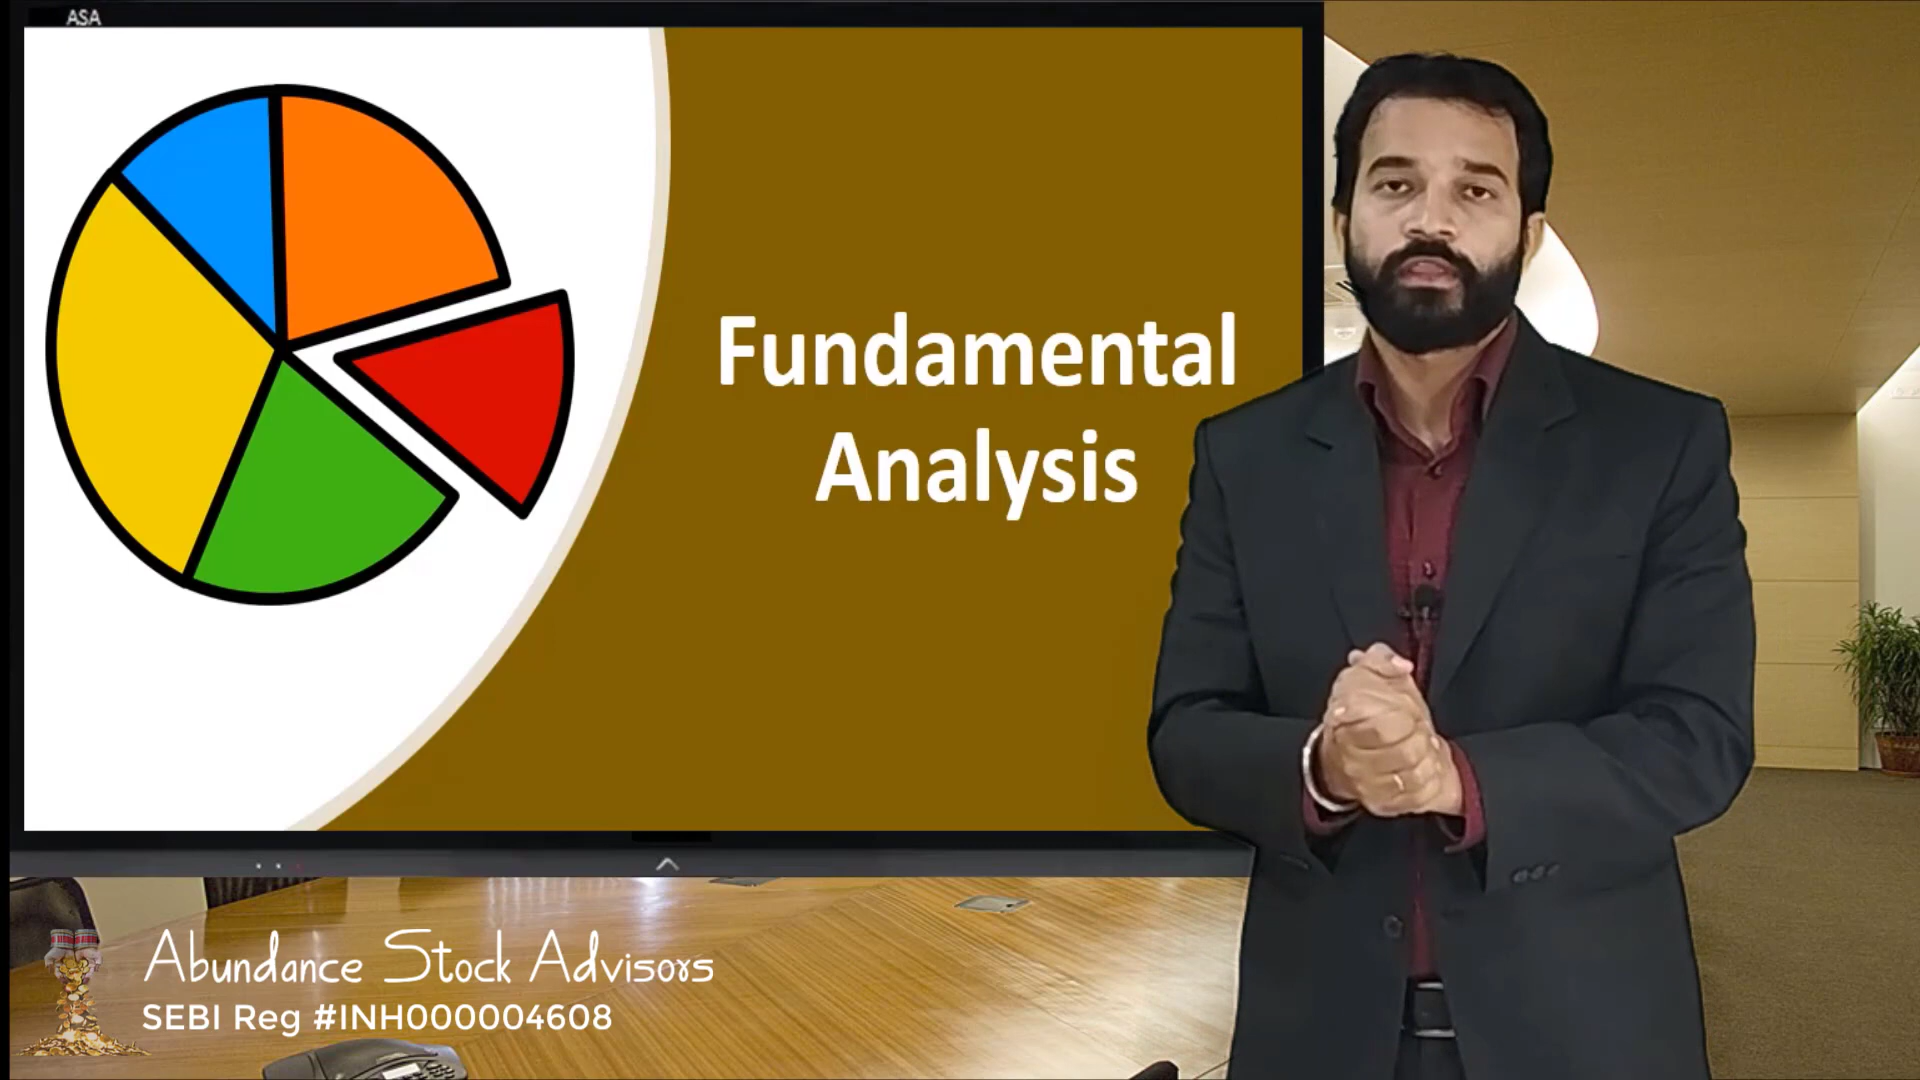 ASA
Fundamental
Analysis
Abundance Stock Advisors
SEBI Reg #INH000004608